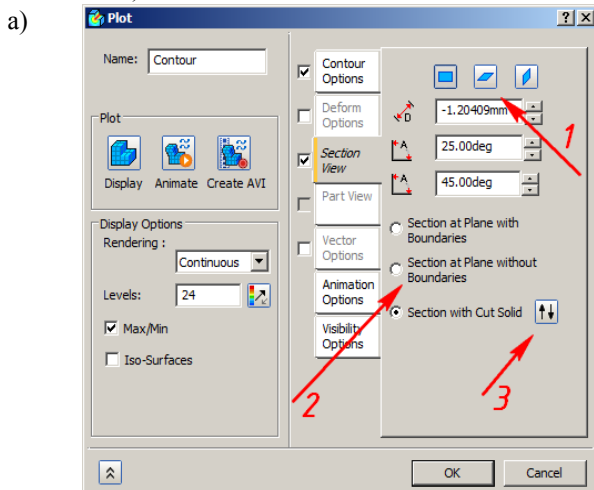 a)
Plot
Name: Contour
Plot
Display Animate Create AVI
Display Options
Rendering :
Continuous
Levels: 24
Max/Min
Iso-Surfaces
Contour
Options
Deform
Options
Section
View
Part View
Vector
Options
Animation
Options
Visibility
Options
D -1.20409mm
A 25.00deg
A 45.00deg
Section at Plane with
Boundaries
Section at Plane without
Boundaries
Section with Cut Solid
1
2
3
OK Cancel